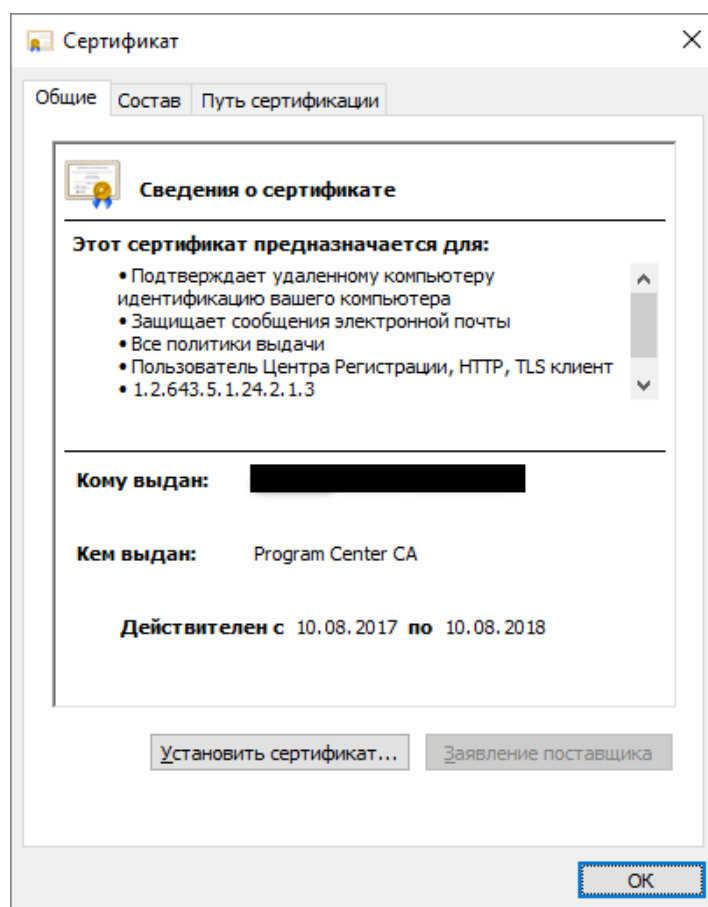 Сертификат
Общие Состав Путь сертификации
Сведения о сертификате
Этот сертификат предназначается для:
• Подтверждает удаленному компьютеру
идентификацию вашего компьютера
• Защищает сообщения электронной почты
• Все политики выдачи
• Пользователь Центра Регистрации, HTTP, TLS клиент
• 1.2.643.5.1.24.2.1.3
Кому выдан:
Кем выдан: Program Center CA
Действителен с 10.08.2017 по 10.08.2018
Установить сертификат... Заявление поставщика
ОК